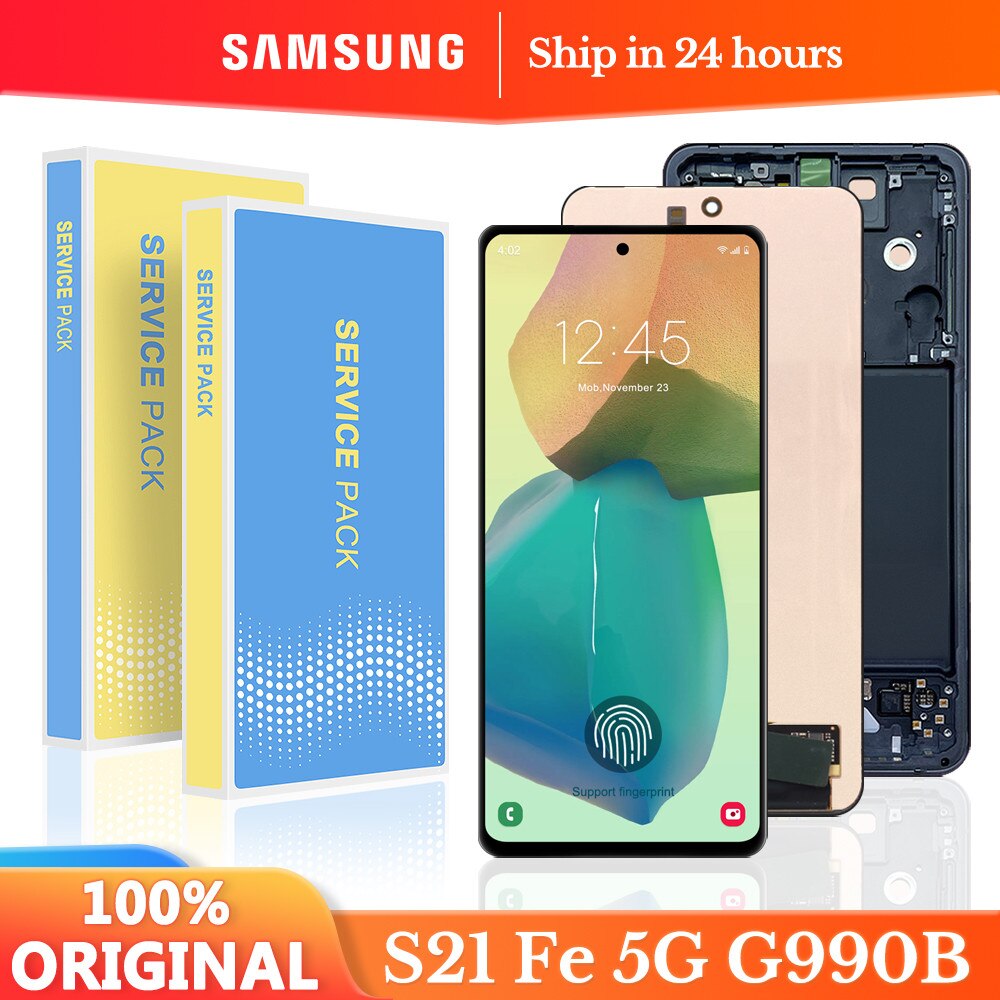 SAMSUNG
Ship in 24 hours
SERVICE PACK
SERVICE PACK
SERVICE PACK
SERVICE PACK
4:02
12:45
Mob,November 23
Support fingerprint
100%
ORIGINAL
S21 Fe 5G G990B